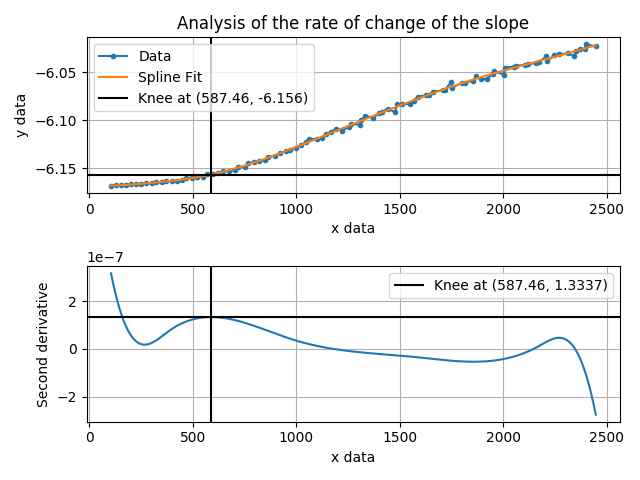 Analysis of the rate of change of the slope
Data
Spline Fit
Knee at (587.46, -6.156)
y data
−6.05
−6.10
−6.15
0 500 1000 1500 2000 2500
x data
1e−7
Knee at (587.46, 1.3337)
Second derivative
2
0
−2
0 500 1000 1500 2000 2500
x data